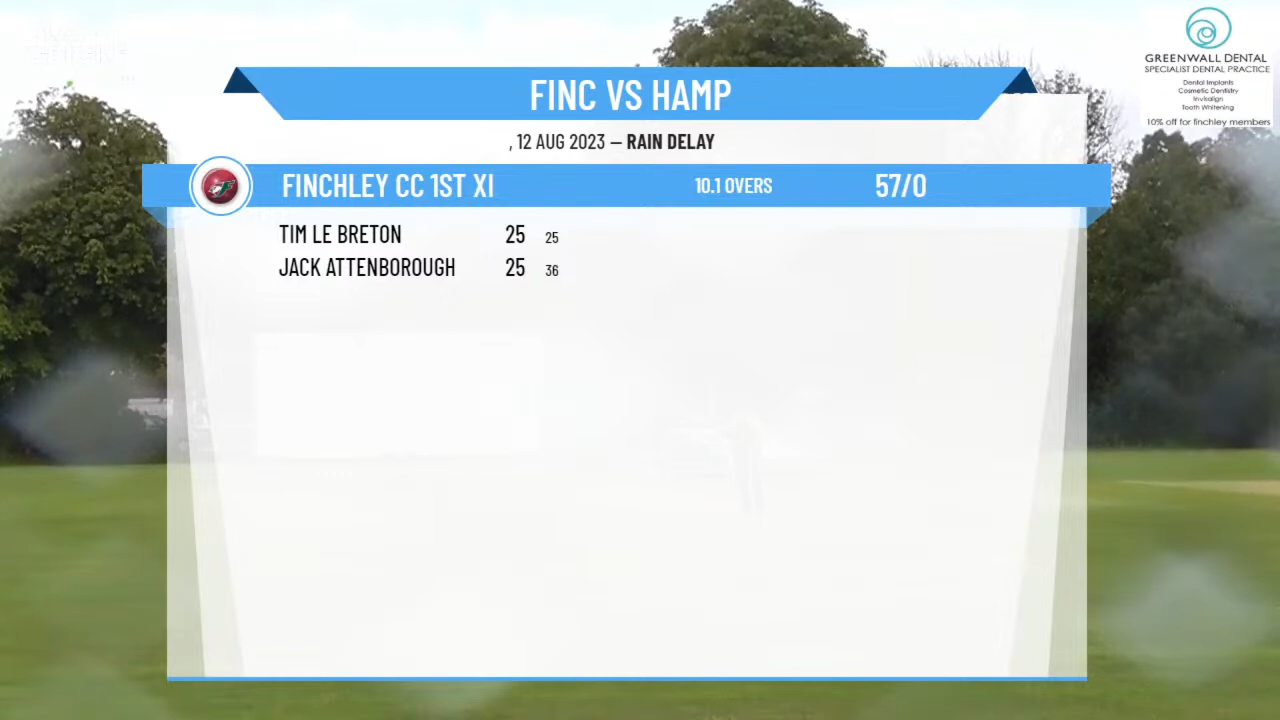 GREENWALL DENTAL
SPECIALIST DENTAL PRACTICE
Dental Implants
Cosmetic Dentistry
Invisalign
Tooth Whitening
10% off for finchley members
FINC VS HAMP
, 12 AUG 2023 – RAIN DELAY
FINCHLEY CC 1ST XI 10.1 OVERS 57/0
TIM LE BRETON 25 25
JACK ATTENBOROUGH 25 36